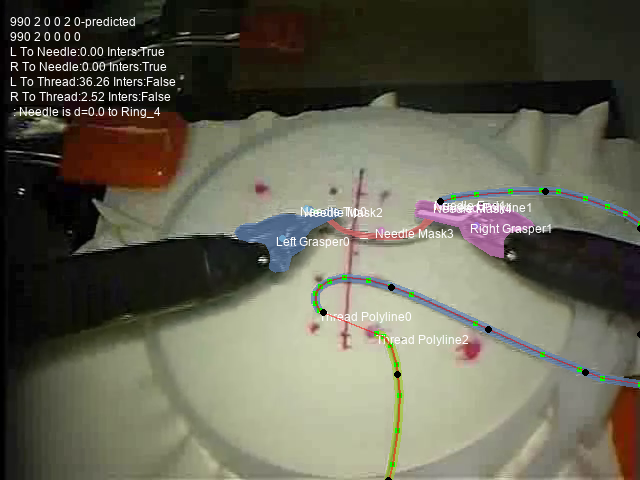 990 2 0 0 2 0-predicted
990 2 0 0 0 0
L To Needle:0.00 Inters:True
R To Needle:0.00 Inters:True
L To Thread:36.26 Inters:False
R To Thread:2.52 Inters:False
: Needle is d=0.0 to Ring_4
Needle Mask2
Needle Mask3
Left Grasper0
Right Grasper1
Thread Polyline0
Thread Polyline2